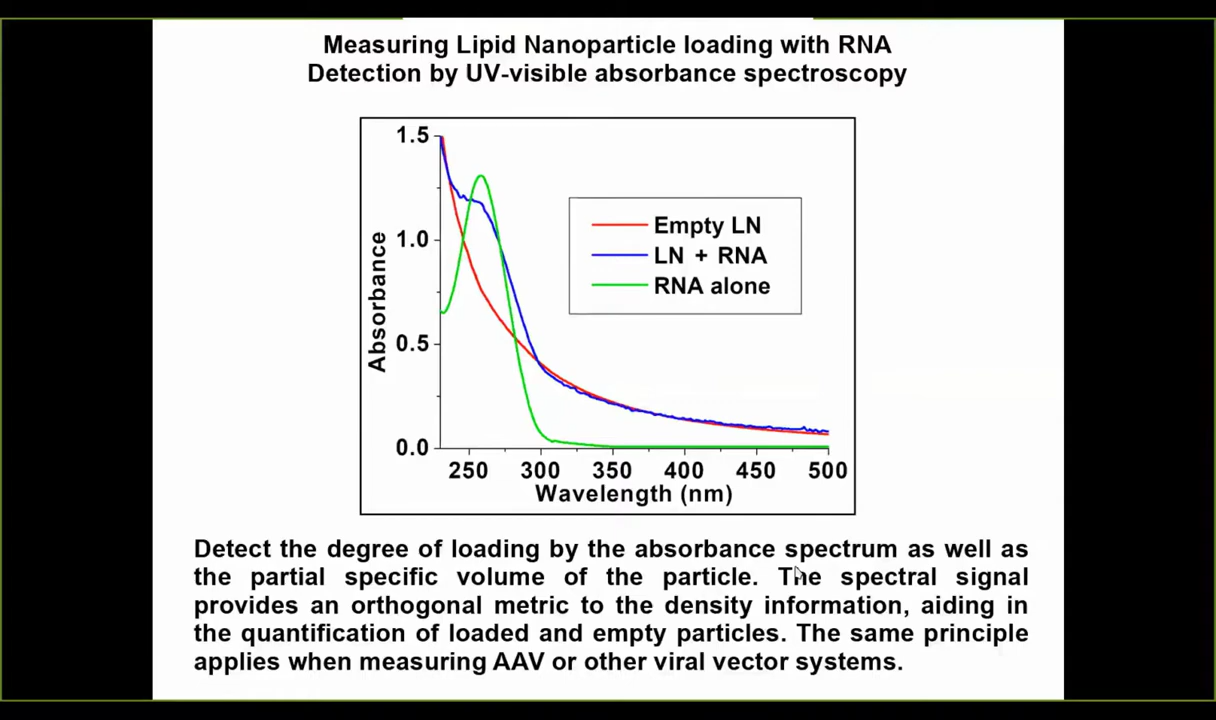 Measuring Lipid Nanoparticle loading with RNA
Detection by UV-visible absorbance spectroscopy
1.5
1.0
0.5
0.0
Absorbance
Empty LN
LN + RNA
RNA alone
250 300 350 400 450 500
Wavelength (nm)
Detect the degree of loading by the absorbance spectrum as well as
the partial specific volume of the particle. The spectral signal
provides an orthogonal metric to the density information, aiding in
the quantification of loaded and empty particles. The same principle
applies when measuring AAV or other viral vector systems.